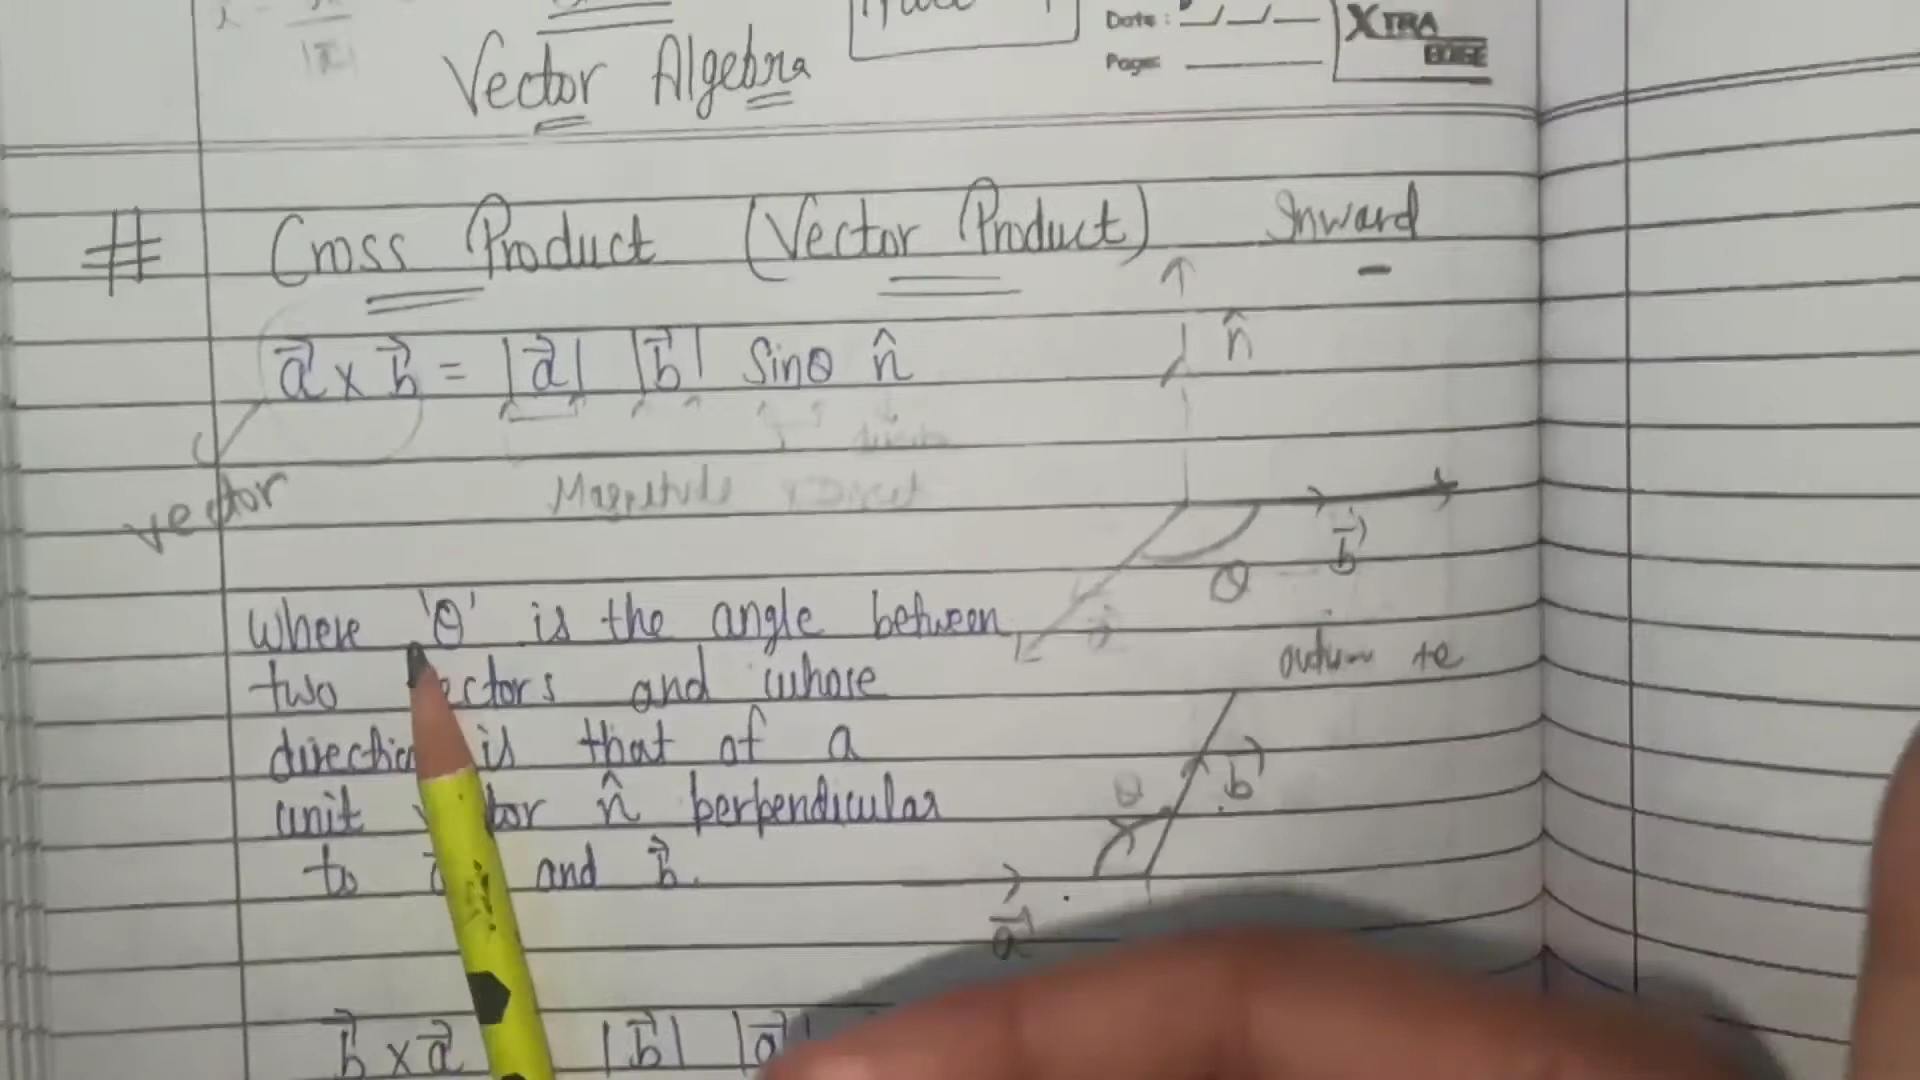 Vector Algebra
Date:
Page:
XTRA
EDGE
# Cross Product (Vector Product)
Inward
-
a⃗ x b⃗ = |a⃗| |b⃗| Sinθ n̂
n̂
vector
Magnitude
b⃗
θ
where 'θ' is the angle between
two vectors and whose
direction is that of a
unit n̂ perpendicular
to and b⃗.
+e
θ
b
a⃗
b⃗ x a⃗ |b⃗| |a⃗|